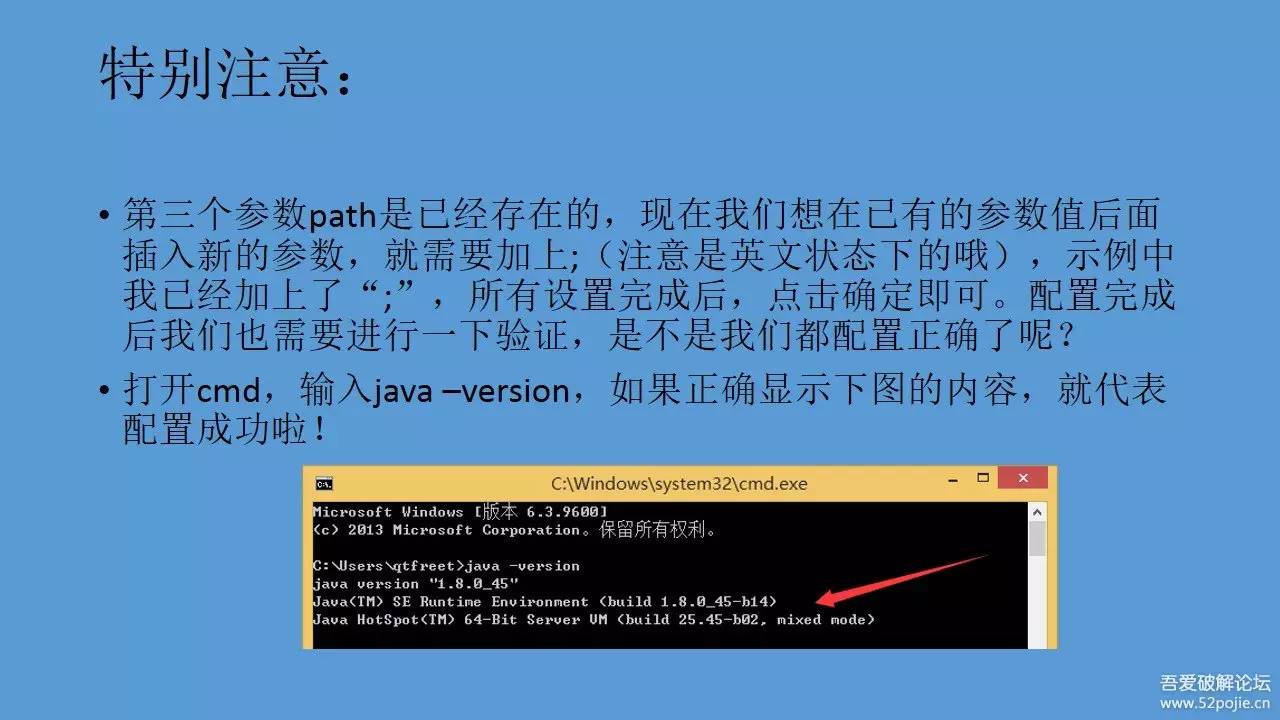 特别注意：
• 第三个参数path是已经存在的，现在我们想在已有的参数值后面
插入新的参数，就需要加上;（注意是英文状态下的哦），示例中
我已经加上了“;”，所有设置完成后，点击确定即可。配置完成
后我们也需要进行一下验证，是不是我们都配置正确了呢？
• 打开cmd，输入java –version，如果正确显示下图的内容，就代表
配置成功啦！
C:\Windows\system32\cmd.exe
Microsoft Windows [版本 6.3.9600]
(c) 2013 Microsoft Corporation。保留所有权利。
C:\Users\qtfreet>java -version
java version "1.8.0_45"
Java(TM) SE Runtime Environment (build 1.8.0_45-b14)
Java HotSpot(TM) 64-Bit Server VM (build 25.45-b02, mixed mode)
吾爱破解论坛
www.52pojie.cn